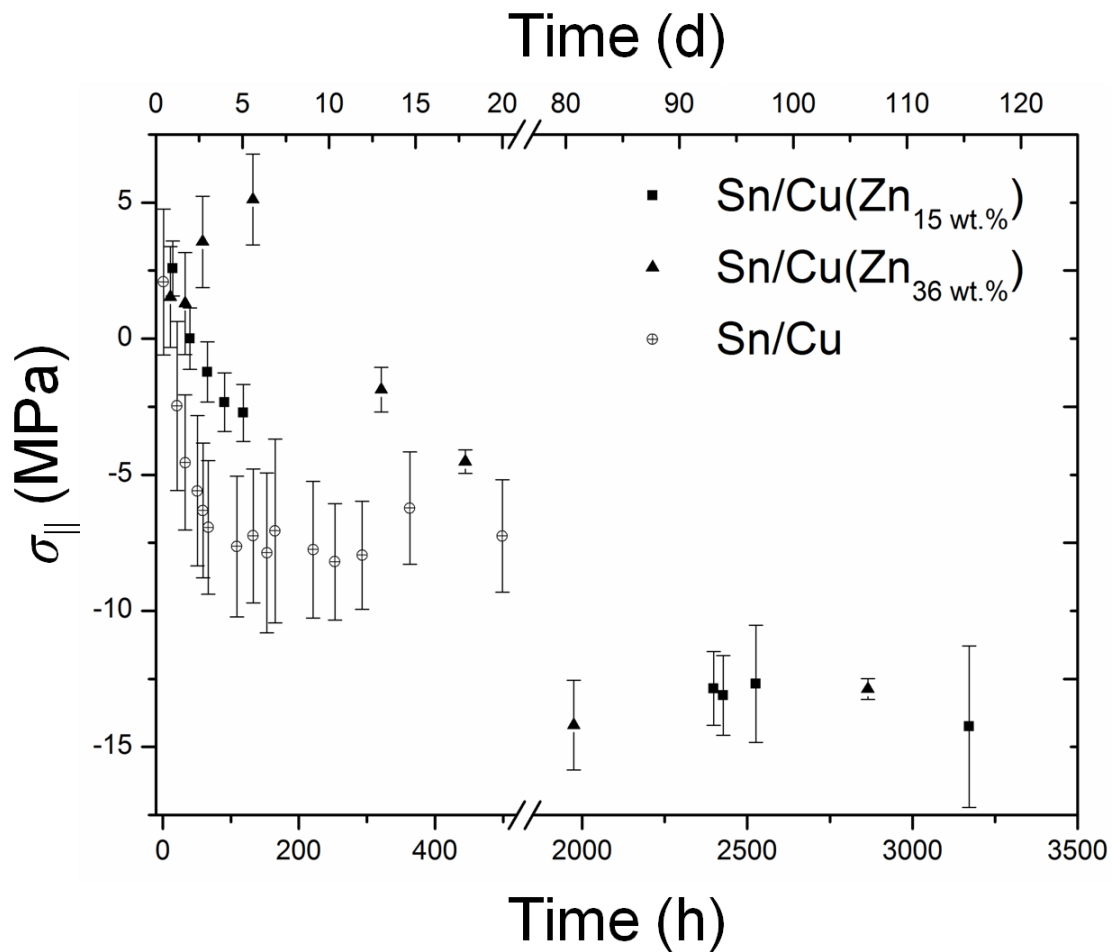 Time (d)
0 5 10 15 20 80 90 100 110 120
5
0
-5
-10
-15
σ|| (MPa)
Sn/Cu(Zn15 wt.%)
Sn/Cu(Zn36 wt.%)
Sn/Cu
0 200 400 2000 2500 3000 3500
Time (h)